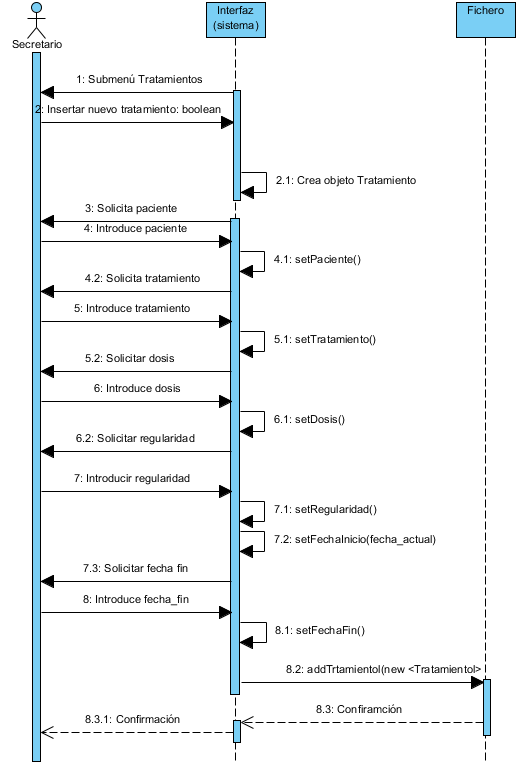 Secretario
Interfaz
(sistema)
Fichero
1: Submenú Tratamientos
2: Insertar nuevo tratamiento: boolean
2.1: Crea objeto Tratamiento
3: Solicita paciente
4: Introduce paciente
4.1: setPaciente()
4.2: Solicita tratamiento
5: Introduce tratamiento
5.1: setTratamiento()
5.2: Solicitar dosis
6: Introduce dosis
6.1: setDosis()
6.2: Solicitar regularidad
7: Introducir regularidad
7.1: setRegularidad()
7.2: setFechaInicio(fecha_actual)
7.3: Solicitar fecha fin
8: Introduce fecha_fin
8.1: setFechaFin()
8.2: addTrtamientol(new <Tratamientol>
8.3: Confiramción
8.3.1: Confirmación